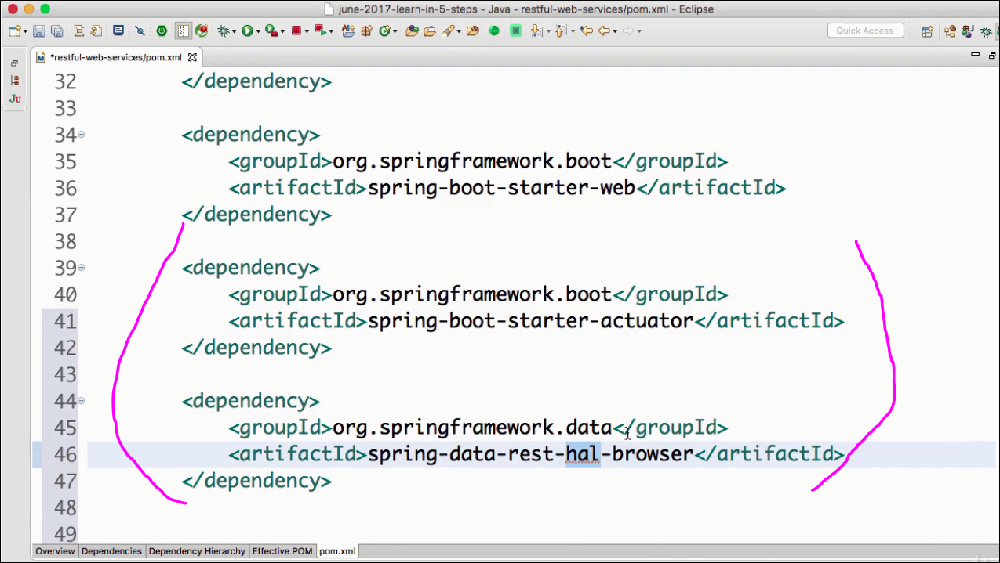 june-2017-learn-in-5-steps - Java - restful-web-services/pom.xml - Eclipse
Quick Access
*restful-web-services/pom.xml
32 </dependency>
33
34 <dependency>
35 <groupId>org.springframework.boot</groupId>
36 <artifactId>spring-boot-starter-web</artifactId>
37 </dependency>
38
39 <dependency>
40 <groupId>org.springframework.boot</groupId>
41 <artifactId>spring-boot-starter-actuator</artifactId>
42 </dependency>
43
44 <dependency>
45 <groupId>org.springframework.data</groupId>
46 <artifactId>spring-data-rest-hal-browser</artifactId>
47 </dependency>
48
49
Overview Dependencies Dependency Hierarchy Effective POM pom.xml